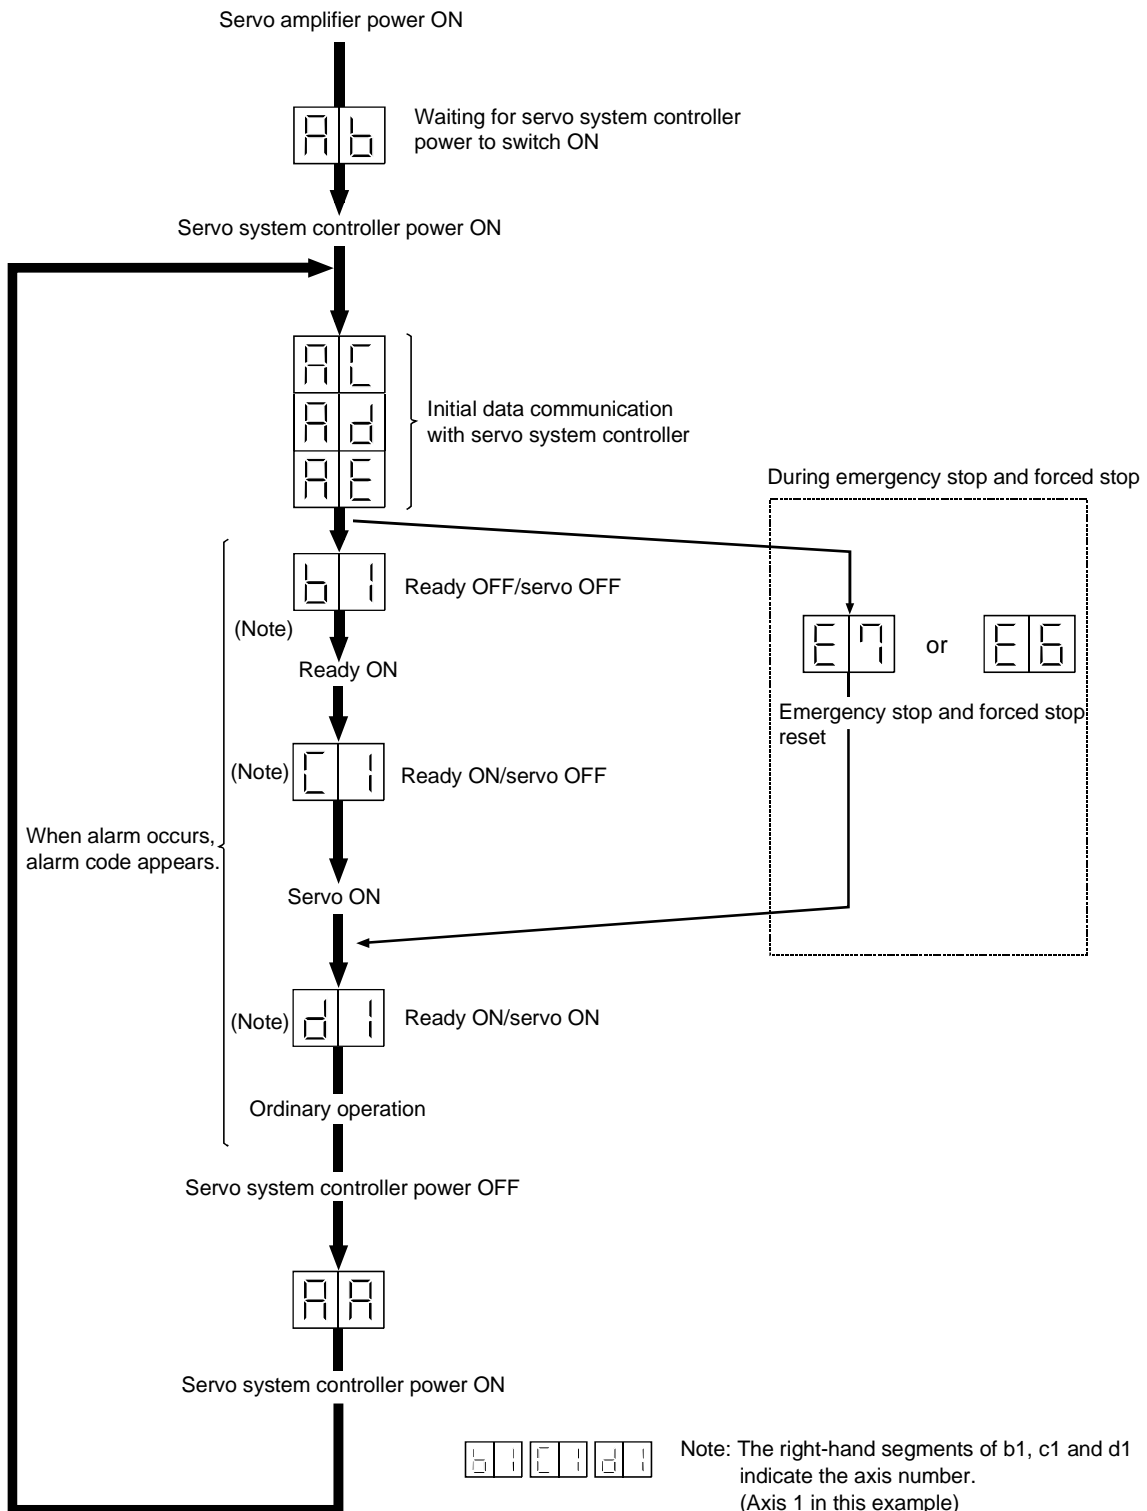 Servo amplifier power ON
Ab
Waiting for servo system controller
power to switch ON
Servo system controller power ON
AC
Ad
AE
Initial data communication
with servo system controller
During emergency stop and forced stop
b1
Ready OFF/servo OFF
(Note)
Ready ON
E7 or E6
Emergency stop and forced stop
reset
(Note)
C1
Ready ON/servo OFF
When alarm occurs,
alarm code appears.
Servo ON
(Note)
d1
Ready ON/servo ON
Ordinary operation
Servo system controller power OFF
AA
Servo system controller power ON
b1 C1 d1
Note: The right-hand segments of b1, c1 and d1
indicate the axis number.
(Axis 1 in this example)